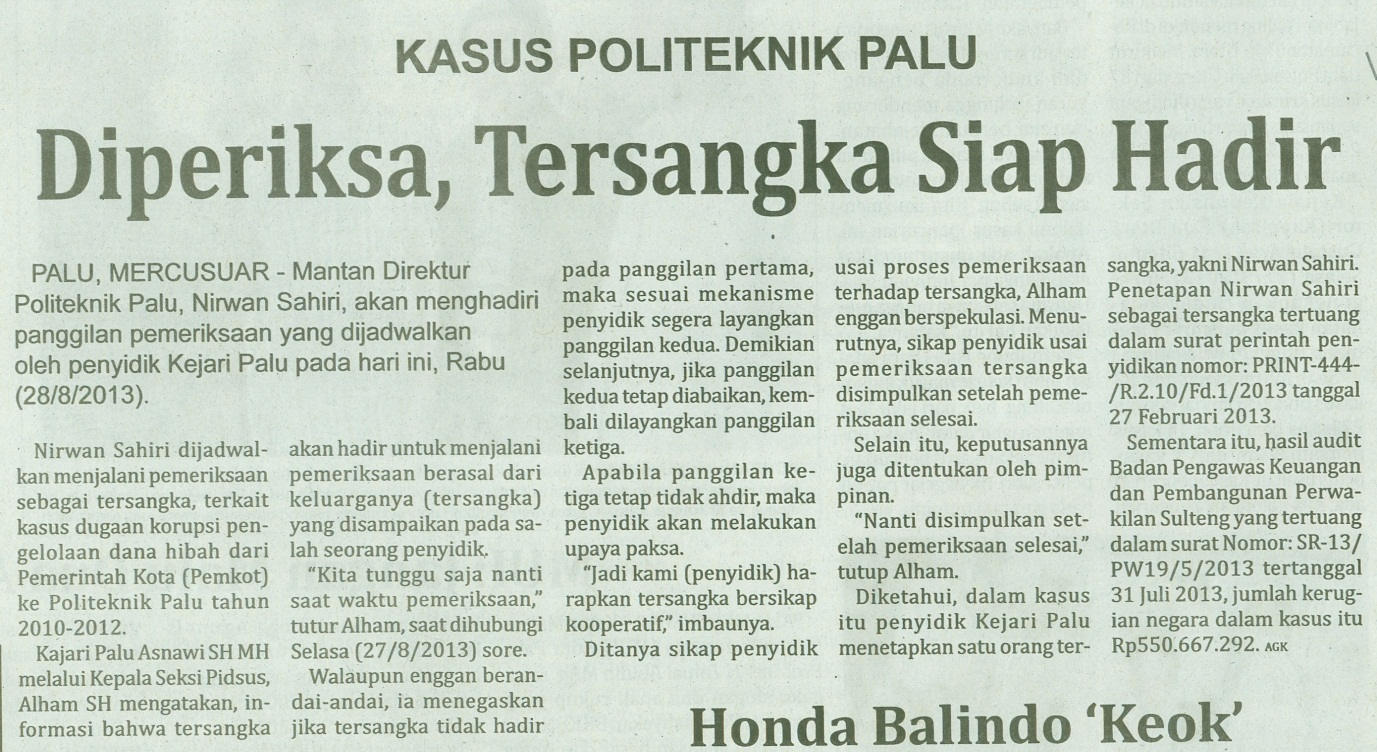 KASUS POLITEKNIK PALU
Diperiksa, Tersangka Siap Hadir
PALU, MERCUSUAR - Mantan Direktur
Politeknik Palu, Nirwan Sahiri, akan menghadiri
panggilan pemeriksaan yang dijadwalkan
oleh penyidik Kejari Palu pada hari ini, Rabu
(28/8/2013).
Nirwan Sahiri dijadwal-
kan menjalani pemeriksaan
sebagai tersangka, terkait
kasus dugaan korupsi pen-
gelolaan dana hibah dari
Pemerintah Kota (Pemkot)
ke Politeknik Palu tahun
2010-2012.
Kajari Palu Asnawi SH MH
melalui Kepala Seksi Pidsus,
Alham SH mengatakan, in-
formasi bahwa tersangka
akan hadir untuk menjalani
pemeriksaan berasal dari
keluarganya (tersangka)
yang disampaikan pada sa-
lah seorang penyidik.
“Kita tunggu saja nanti
saat waktu pemeriksaan,”
tutur Alham, saat dihubungi
Selasa (27/8/2013) sore.
Walaupun enggan beran-
dai-andai, ia menegaskan
jika tersangka tidak hadir
pada panggilan pertama,
maka sesuai mekanisme
penyidik segera layangkan
panggilan kedua. Demikian
selanjutnya, jika panggilan
kedua tetap diabaikan, kem-
bali dilayangkan panggilan
ketiga.
Apabila panggilan ke-
tiga tetap tidak ahdir, maka
penyidik akan melakukan
upaya paksa.
“Jadi kami (penyidik) ha-
rapkan tersangka bersikap
kooperatif,” imbaunya.
Ditanya sikap penyidik
usai proses pemeriksaan
terhadap tersangka, Alham
enggan berspekulasi. Menu-
rutnya, sikap penyidik usai
pemeriksaan tersangka
disimpulkan setelah peme-
riksaan selesai.
Selain itu, keputusannya
juga ditentukan oleh pim-
pinan.
“Nanti disimpulkan set-
elah pemeriksaan selesai,”
tutup Alham.
Diketahui, dalam kasus
itu penyidik Kejari Palu
menetapkan satu orang ter-
sangka, yakni Nirwan Sahiri.
Penetapan Nirwan Sahiri
sebagai tersangka tertuang
dalam surat perintah pen-
yidikan nomor: PRINT-444-
/R.2.10/Fd.1/2013 tanggal
27 Februari 2013.
Sementara itu, hasil audit
Badan Pengawas Keuangan
dan Pembangunan Perwa-
kilan Sulteng yang tertuang
dalam surat Nomor: SR-13/
PW19/5/2013 tertanggal
31 Juli 2013, jumlah kerug-
ian negara dalam kasus itu
Rp550.667.292. AGK
Honda Balindo ‘Keok’